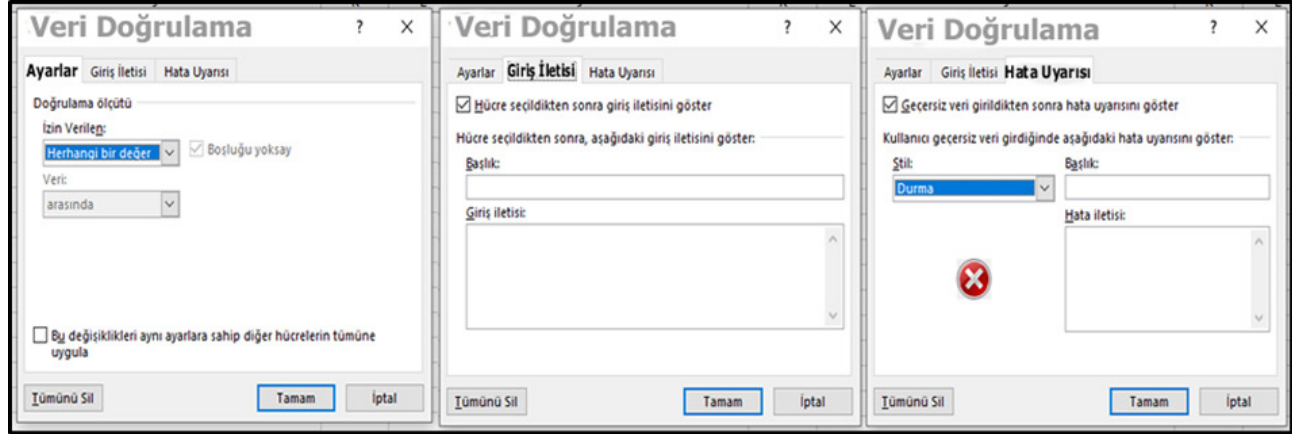 Veri Doğrulama
? X
Ayarlar Giriş İletisi Hata Uyarısı
Doğrulama ölçütü
İzin Verilen:
Herhangi bir değer
Boşluğu yoksay
Veri:
arasında
Bu değişiklikleri aynı ayarlara sahip diğer hücrelerin tümüne
uygula
Tümünü Sil
Tamam
İptal
Veri Doğrulama
? X
Ayarlar Giriş İletisi Hata Uyarısı
Hücre seçildikten sonra giriş iletisini göster
Hücre seçildikten sonra, aşağıdaki giriş iletisini göster:
Başlık:
Giriş iletisi:
Tümünü Sil
Tamam
İptal
Veri Doğrulama
? X
Ayarlar Giriş İletisi Hata Uyarısı
Geçersiz veri girildikten sonra hata uyarısını göster
Kullanıcı geçersiz veri girdiğinde aşağıdaki hata uyarısını göster:
Stil:
Başlık:
Durma
Hata iletisi:
Tümünü Sil
Tamam
İptal